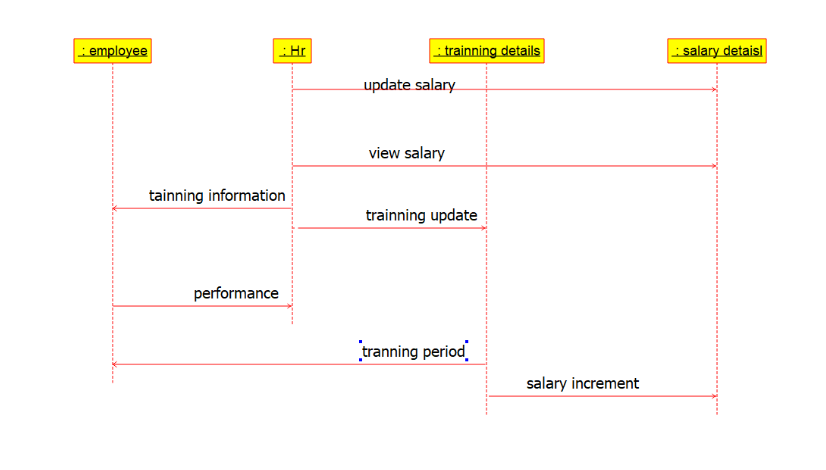 : employee
: Hr
: trainning details
: salary detaisl
update salary
view salary
tainning information
trainning update
performance
tranning period
salary increment